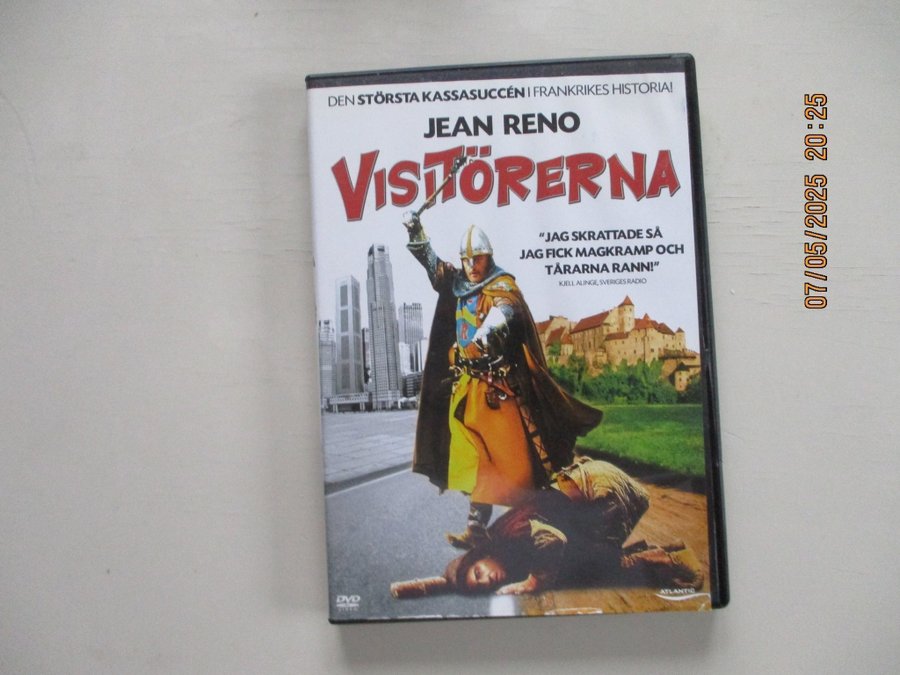 DEN STÖRSTA KASSASUCCÉN I FRANKRIKES HISTORIA!
JEAN RENO
VISITÖRERNA
"JAG SKRATTADE SÅ
JAG FICK MAGKRAMP OCH
TÅRARNA RANN!"
KJELL ALINGE, SVERIGES RADIO
DVD
VIDEO
ATLANTIC
07/05/2025 20:25